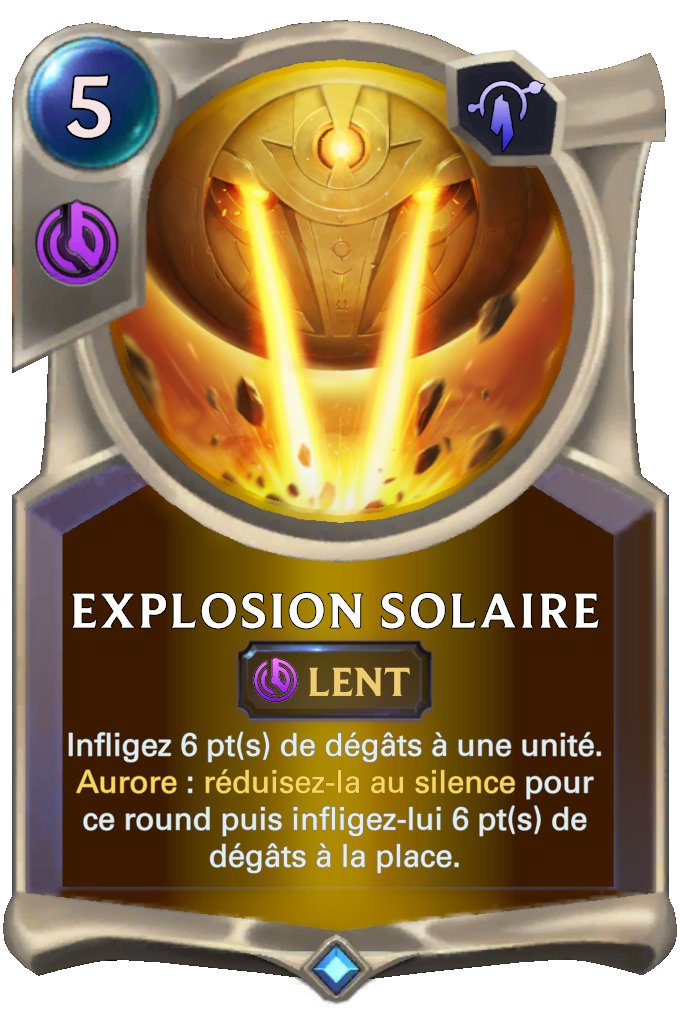 5
EXPLOSION SOLAIRE
LENT
Infligez 6 pt(s) de dégâts à une unité.
Aurore : réduisez-la au silence pour
ce round puis infligez-lui 6 pt(s) de
dégâts à la place.